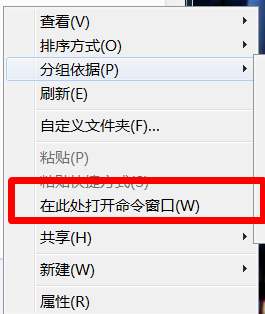 查看(V)
排序方式(O)
分组依据(P)
刷新(E)
自定义文件夹(F)...
粘贴(P)
粘贴快捷方式(S)
在此处打开命令窗口(W)
共享(H)
新建(W)
属性(R)